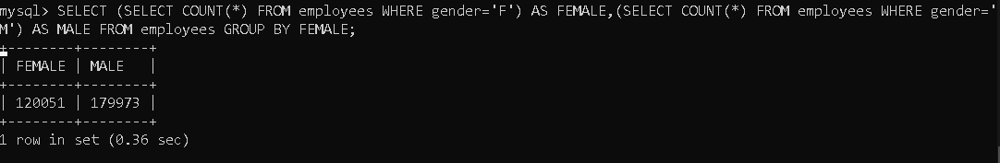 mysql> SELECT (SELECT COUNT(*) FROM employees WHERE gender='F') AS FEMALE,(SELECT COUNT(*) FROM employees WHERE gender='
M') AS MALE FROM employees GROUP BY FEMALE;
+--------+--------+
| FEMALE | MALE   |
+--------+--------+
| 120051 | 179973 |
+--------+--------+
1 row in set (0.36 sec)